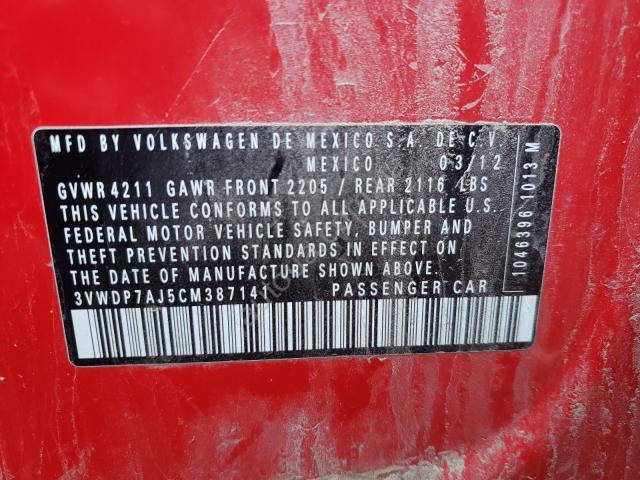 MFD BY VOLKSWAGEN DE MEXICO S.A. DE C.V.
MEXICO 03/12
GVWR 4211 GAWR FRONT 2205 / REAR 2116 LBS
THIS VEHICLE CONFORMS TO ALL APPLICABLE U.S.
FEDERAL MOTOR VEHICLE SAFETY, BUMPER AND
THEFT PREVENTION STANDARDS IN EFFECT ON
THE DATE OF MANUFACTURE SHOWN ABOVE.
3VWDP7AJ5CM387141 PASSENGER CAR
1046396 1013 M